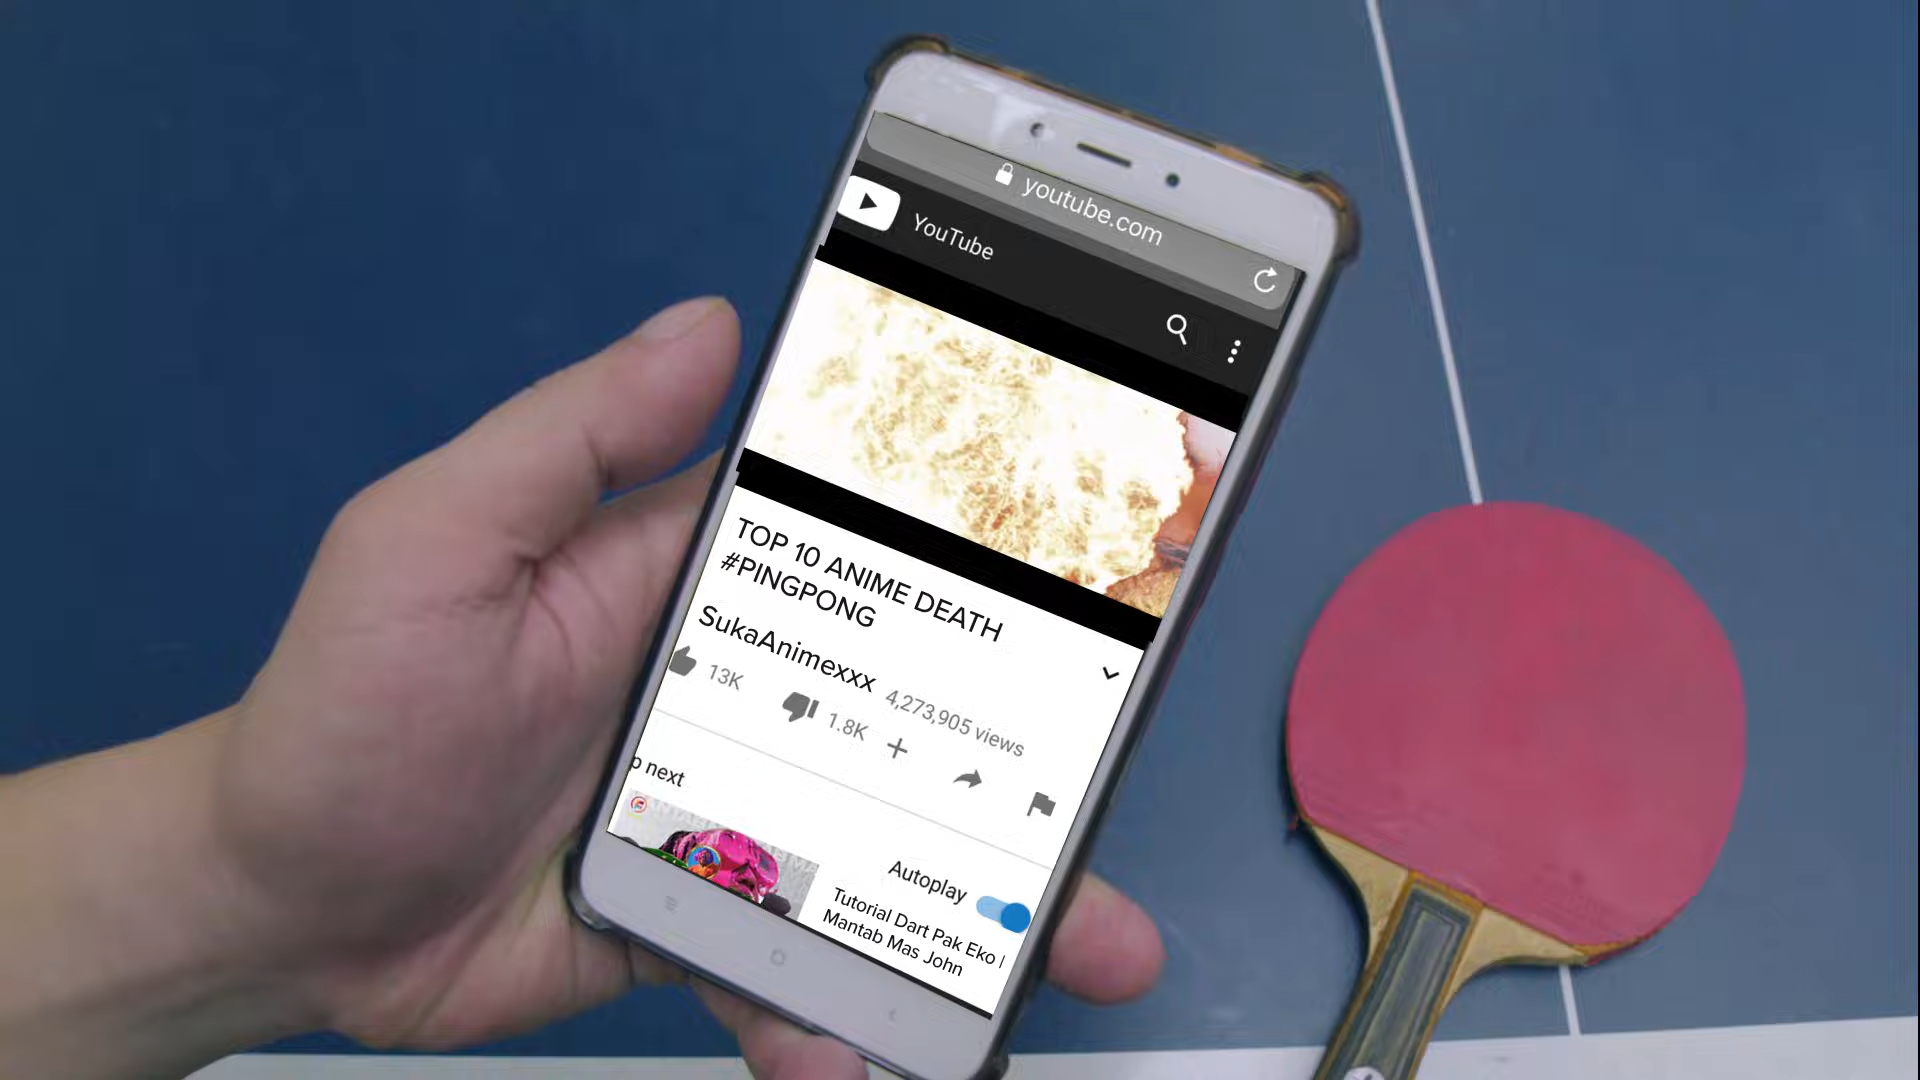 youtube.com
YouTube
TOP 10 ANIME DEATH
#PINGPONG
SukaAnimexxx
4,273,905 views
13K
1.8K
p next
Autoplay
Tutorial Dart Pak Eko |
Mantab Mas John